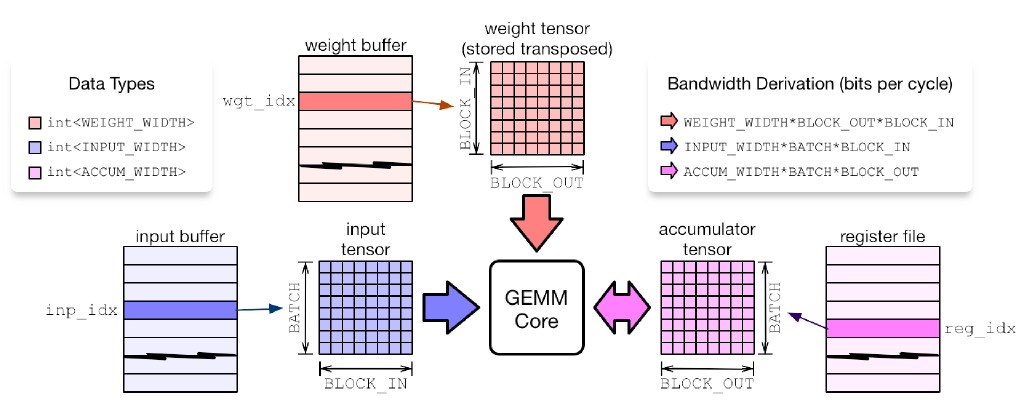 weight tensor
(stored transposed)
weight buffer
Data Types
int<WEIGHT_WIDTH>
int<INPUT_WIDTH>
int<ACCUM_WIDTH>
wgt_idx
BLOCK_IN
BLOCK_OUT
Bandwidth Derivation (bits per cycle)
WEIGHT_WIDTH*BLOCK_OUT*BLOCK_IN
INPUT_WIDTH*BATCH*BLOCK_IN
ACCUM_WIDTH*BATCH*BLOCK_OUT
input buffer
inp_idx
input
tensor
BATCH
BLOCK_IN
GEMM
Core
accumulator
tensor
BATCH
BLOCK_OUT
register file
reg_idx